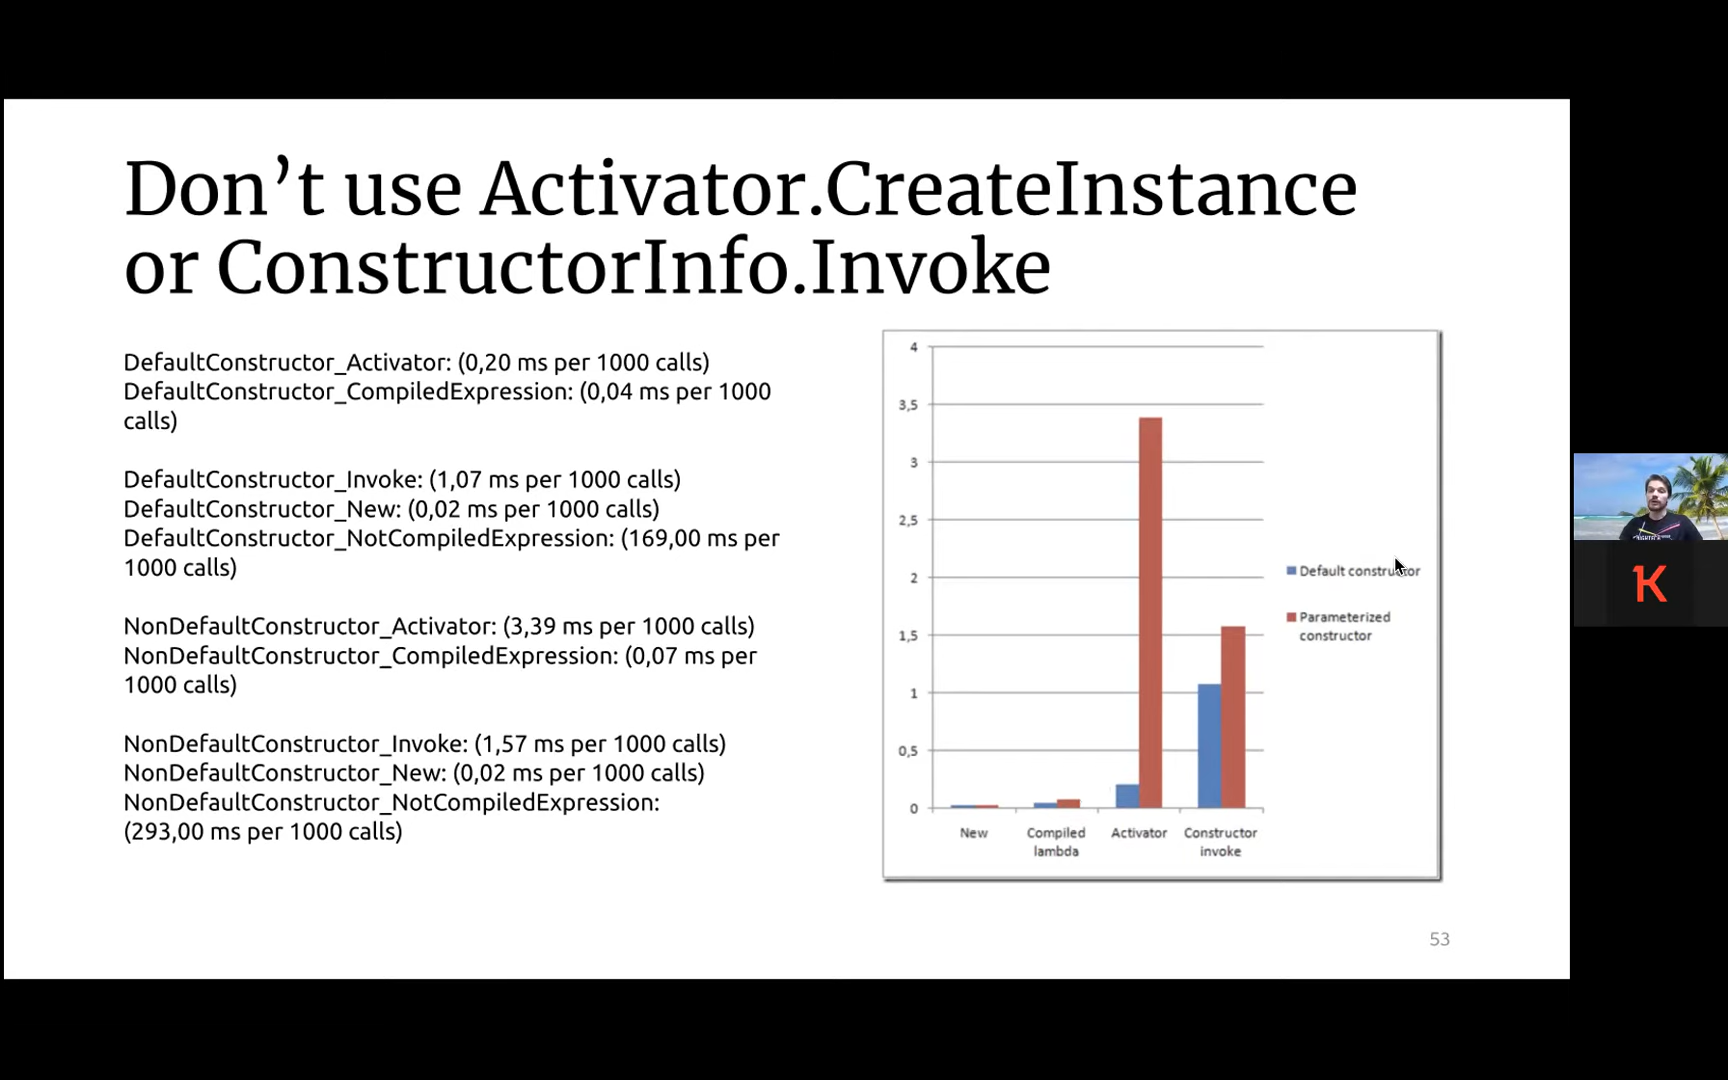 Don’t use Activator.CreateInstance
or ConstructorInfo.Invoke
DefaultConstructor_Activator: (0,20 ms per 1000 calls)
DefaultConstructor_CompiledExpression: (0,04 ms per 1000
calls)
DefaultConstructor_Invoke: (1,07 ms per 1000 calls)
DefaultConstructor_New: (0,02 ms per 1000 calls)
DefaultConstructor_NotCompiledExpression: (169,00 ms per
1000 calls)
NonDefaultConstructor_Activator: (3,39 ms per 1000 calls)
NonDefaultConstructor_CompiledExpression: (0,07 ms per
1000 calls)
NonDefaultConstructor_Invoke: (1,57 ms per 1000 calls)
NonDefaultConstructor_New: (0,02 ms per 1000 calls)
NonDefaultConstructor_NotCompiledExpression:
(293,00 ms per 1000 calls)
4
3,5
3
2,5
2
1,5
1
0,5
0
New
Compiled
lambda
Activator
Constructor
invoke
Default constructor
Parameterized
constructor
53
K